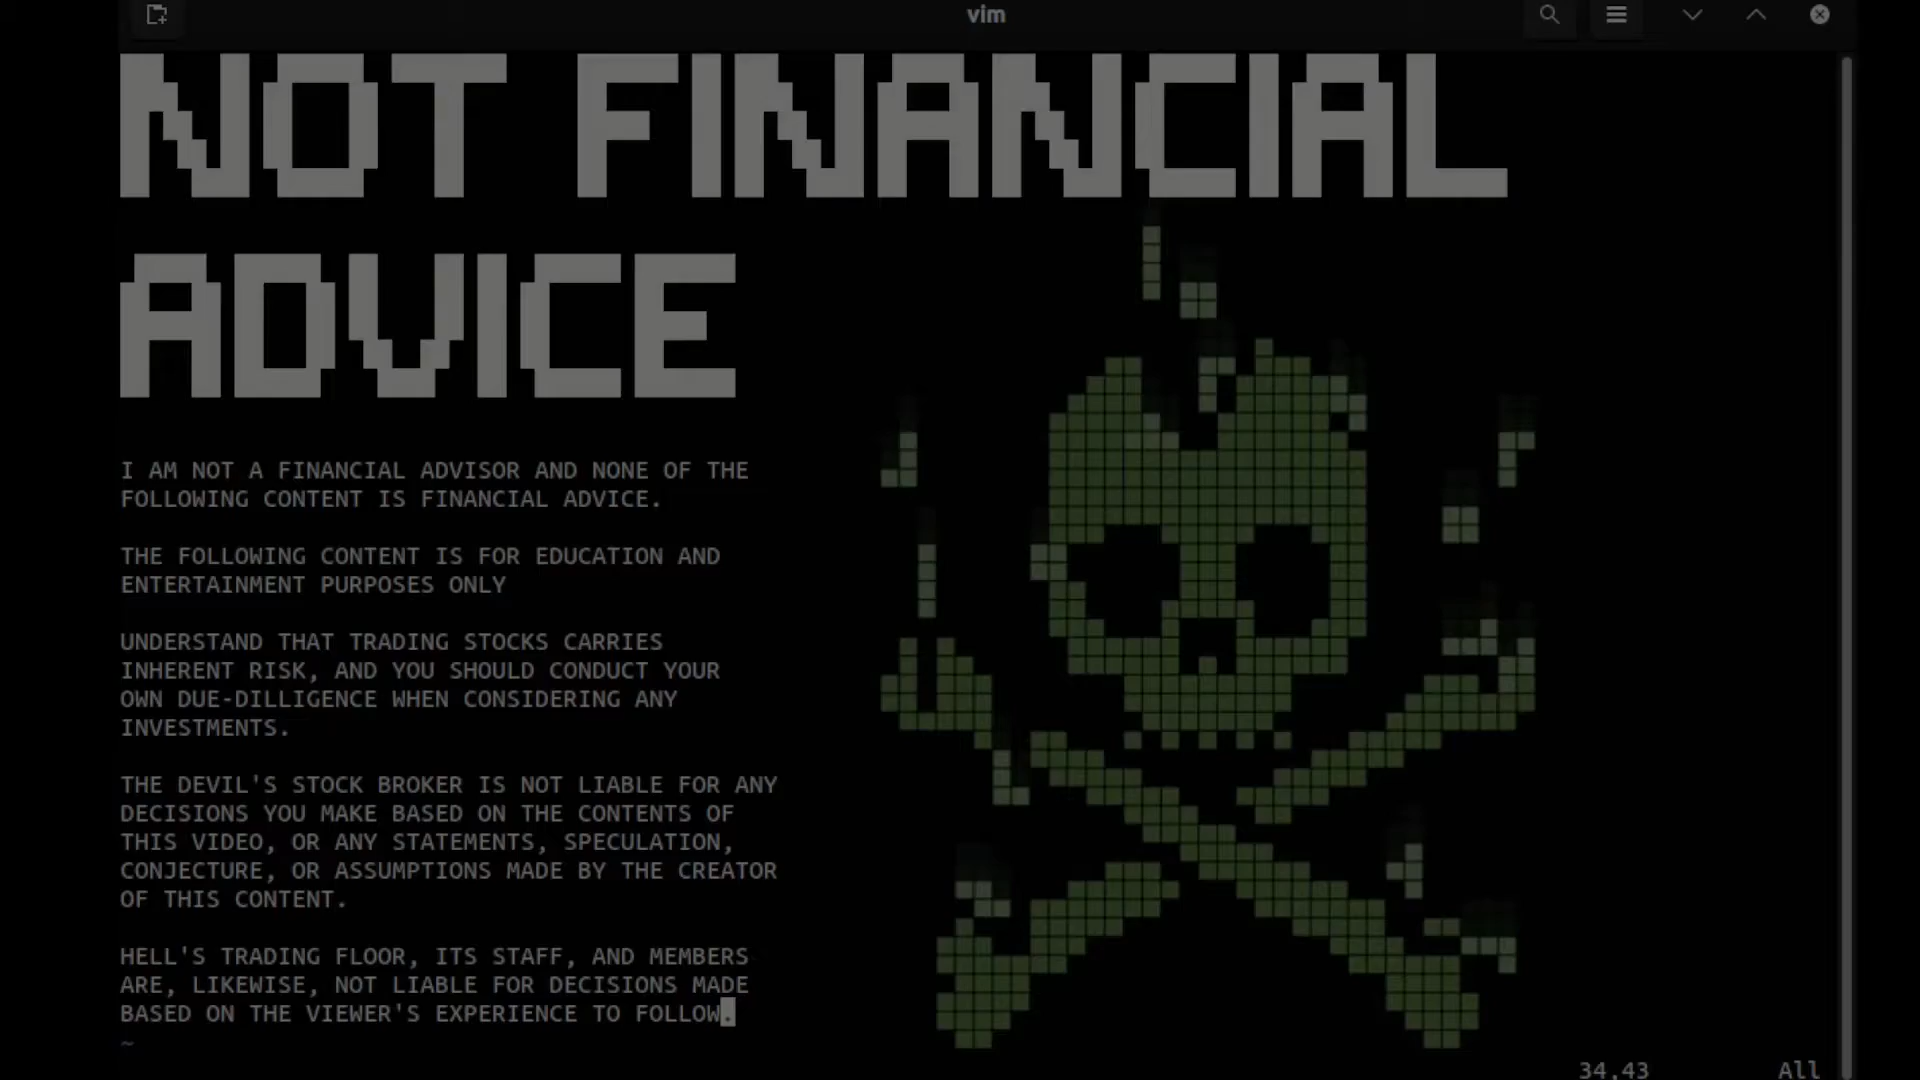 vim
NOT FINANCIAL
ADVICE
I AM NOT A FINANCIAL ADVISOR AND NONE OF THE
FOLLOWING CONTENT IS FINANCIAL ADVICE.
THE FOLLOWING CONTENT IS FOR EDUCATION AND
ENTERTAINMENT PURPOSES ONLY
UNDERSTAND THAT TRADING STOCKS CARRIES
INHERENT RISK, AND YOU SHOULD CONDUCT YOUR
OWN DUE-DILLIGENCE WHEN CONSIDERING ANY
INVESTMENTS.
THE DEVIL'S STOCK BROKER IS NOT LIABLE FOR ANY
DECISIONS YOU MAKE BASED ON THE CONTENTS OF
THIS VIDEO, OR ANY STATEMENTS, SPECULATION,
CONJECTURE, OR ASSUMPTIONS MADE BY THE CREATOR
OF THIS CONTENT.
HELL'S TRADING FLOOR, ITS STAFF, AND MEMBERS
ARE, LIKEWISE, NOT LIABLE FOR DECISIONS MADE
BASED ON THE VIEWER'S EXPERIENCE TO FOLLOW.
~
34,43 All